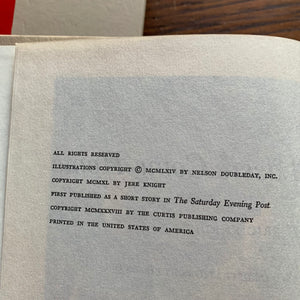 ALL RIGHTS RESERVED
ILLUSTRATIONS COPYRIGHT © MCMLXIV BY NELSON DOUBLEDAY, INC.
COPYRIGHT MCMXL BY JERE KNIGHT
FIRST PUBLISHED AS A SHORT STORY IN The Saturday Evening Post
COPYRIGHT MCMXXXVIII BY THE CURTIS PUBLISHING COMPANY
PRINTED IN THE UNITED STATES OF AMERICA